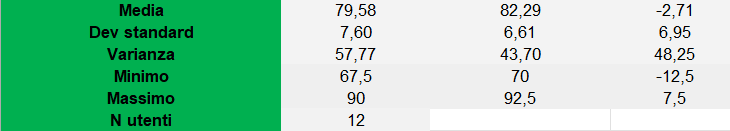 Media 79,58 82,29 -2,71
Dev standard 7,60 6,61 6,95
Varianza 57,77 43,70 48,25
Minimo 67,5 70 -12,5
Massimo 90 92,5 7,5
N utenti 12